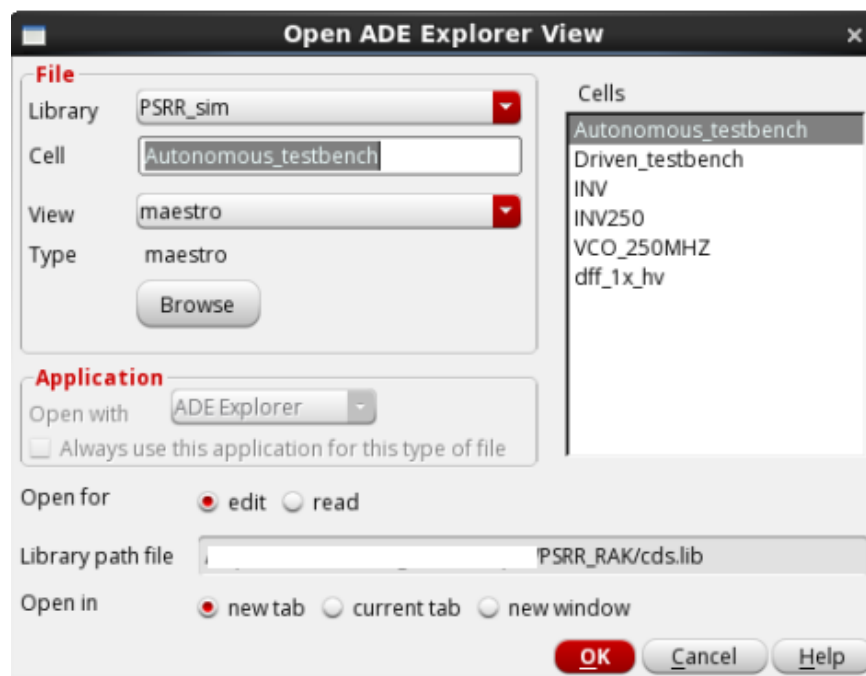 Open ADE Explorer View
File
Library PSRR_sim
Cell Autonomous_testbench
View maestro
Type maestro
Browse
Cells
Autonomous_testbench
Driven_testbench
INV
INV250
VCO_250MHZ
dff_1x_hv
Application
Open with ADE Explorer
Always use this application for this type of file
Open for edit read
Library path file /PSRR_RAK/cds.lib
Open in new tab current tab new window
OK Cancel Help